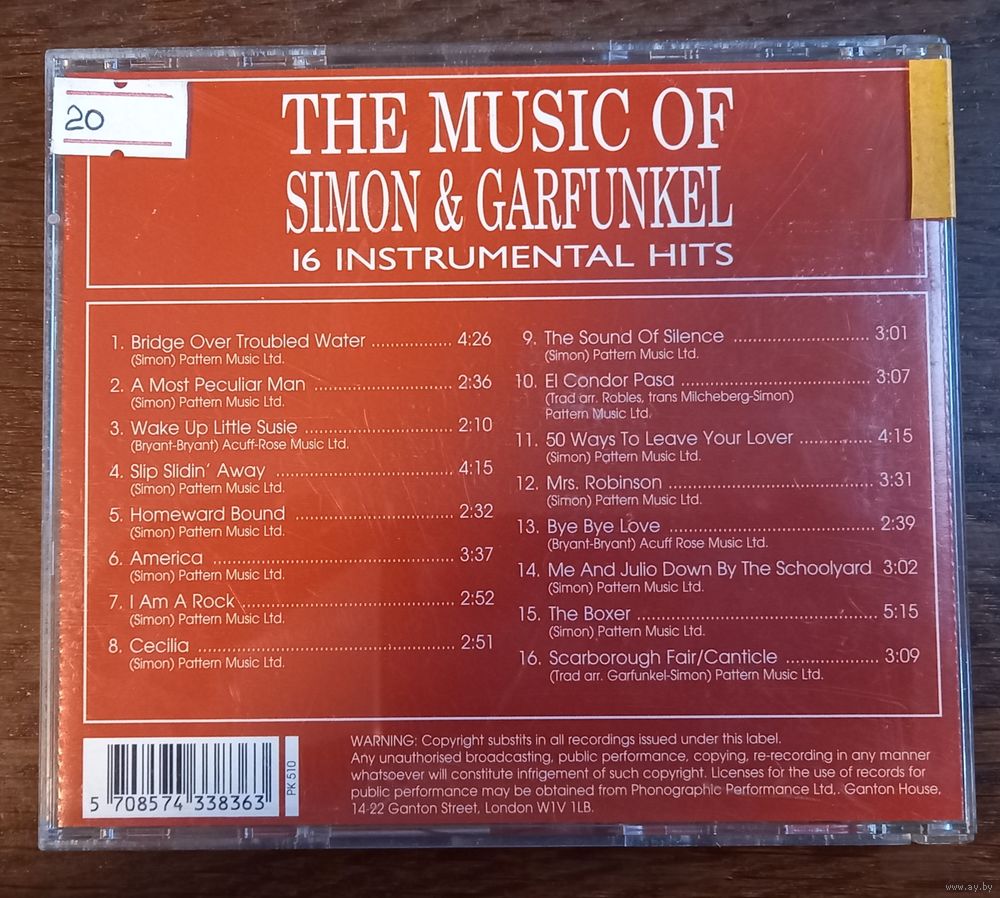 20
THE MUSIC OF
SIMON & GARFUNKEL
16 INSTRUMENTAL HITS
1. Bridge Over Troubled Water ................. 4:26
(Simon) Pattern Music Ltd.
2. A Most Peculiar Man ............................. 2:36
(Simon) Pattern Music Ltd.
3. Wake Up Little Susie ............................... 2:10
(Bryant-Bryant) Acuff-Rose Music Ltd.
4. Slip Slidin' Away ..................................... 4:15
(Simon) Pattern Music Ltd.
5. Homeward Bound ................................. 2:32
(Simon) Pattern Music Ltd.
6. America .................................................. 3:37
(Simon) Pattern Music Ltd.
7. I Am A Rock ............................................ 2:52
(Simon) Pattern Music Ltd.
8. Cecilia ..................................................... 2:51
(Simon) Pattern Music Ltd.
9. The Sound Of Silence ............................ 3:01
(Simon) Pattern Music Ltd.
10. El Condor Pasa ....................................... 3:07
(Trad arr. Robles, trans Milcheberg-Simon)
Pattern Music Ltd.
11. 50 Ways To Leave Your Lover ............... 4:15
(Simon) Pattern Music Ltd.
12. Mrs. Robinson .......................................... 3:31
(Simon) Pattern Music Ltd.
13. Bye Bye Love .......................................... 2:39
(Bryant-Bryant) Acuff Rose Music Ltd.
14. Me And Julio Down By The Schoolyard 3:02
(Simon) Pattern Music Ltd.
15. The Boxer ................................................. 5:15
(Simon) Pattern Music Ltd.
16. Scarborough Fair/Canticle ................... 3:09
(Trad arr. Garfunkel-Simon) Pattern Music Ltd.
5 708574 338363
PK 510
WARNING: Copyright substits in all recordings issued under this label.
Any unauthorised broadcasting, public performance, copying, re-recording in any manner
whatsoever will constitute infrigement of such copyright. Licenses for the use of records for
public performance may be obtained from Phonographic Performance Ltd,. Ganton House,
14-22 Ganton Street, London W1V 1LB.
www.ay.by